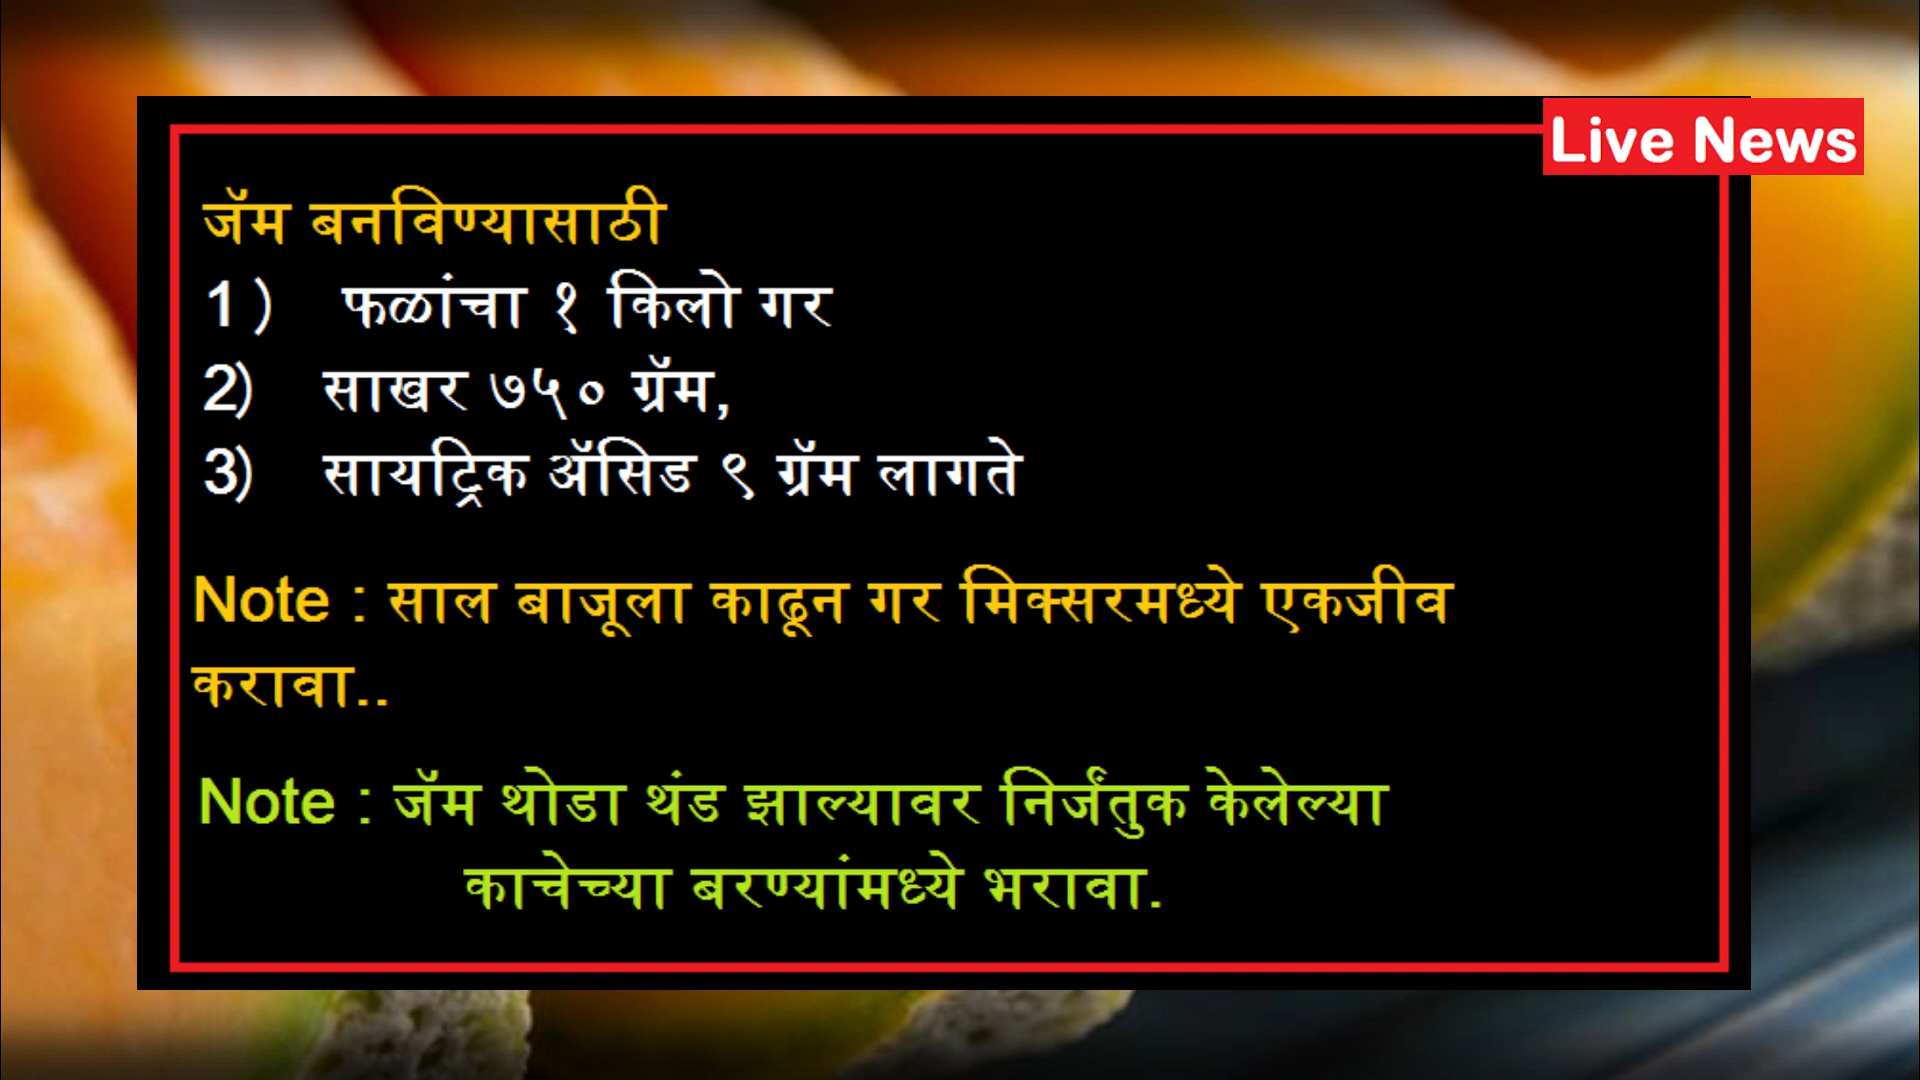 Live News
जॅम बनविण्यासाठी
1) फळांचा १ किलो गर
2) साखर ७५० ग्रॅम,
3) सायट्रिक ॲसिड ९ ग्रॅम लागते
Note : साल बाजूला काढून गर मिक्सरमध्ये एकजीव
करावा..
Note : जॅम थोडा थंड झाल्यावर निर्जंतुक केलेल्या
काचेच्या बरण्यांमध्ये भरावा.